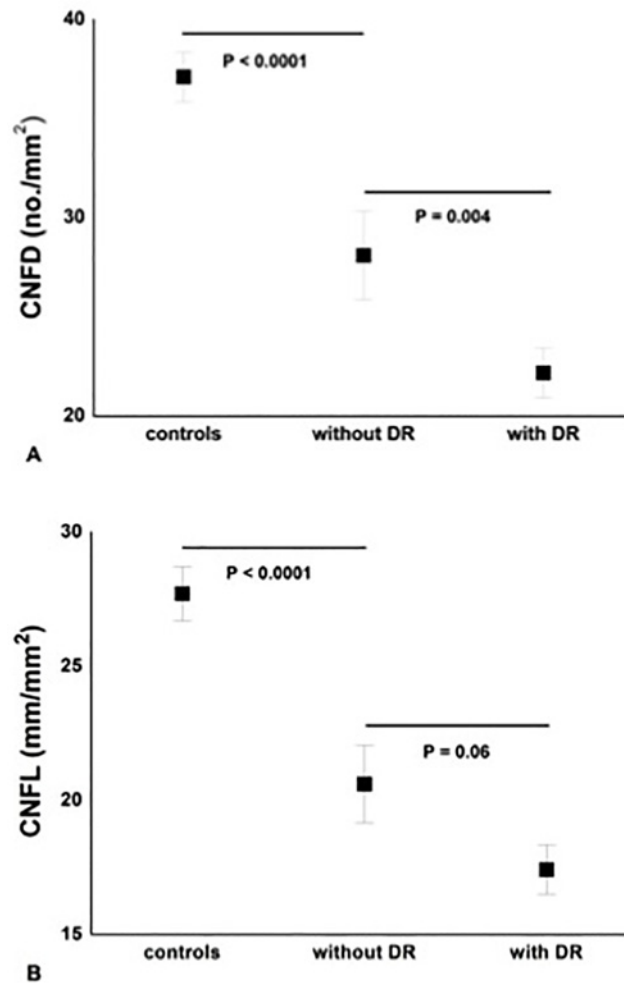 40
P < 0.0001
30
P = 0.004
CNFD (no./mm²)
20
controls without DR with DR
A
30
P < 0.0001
25
P = 0.06
CNFL (mm/mm²)
20
15
controls without DR with DR
B